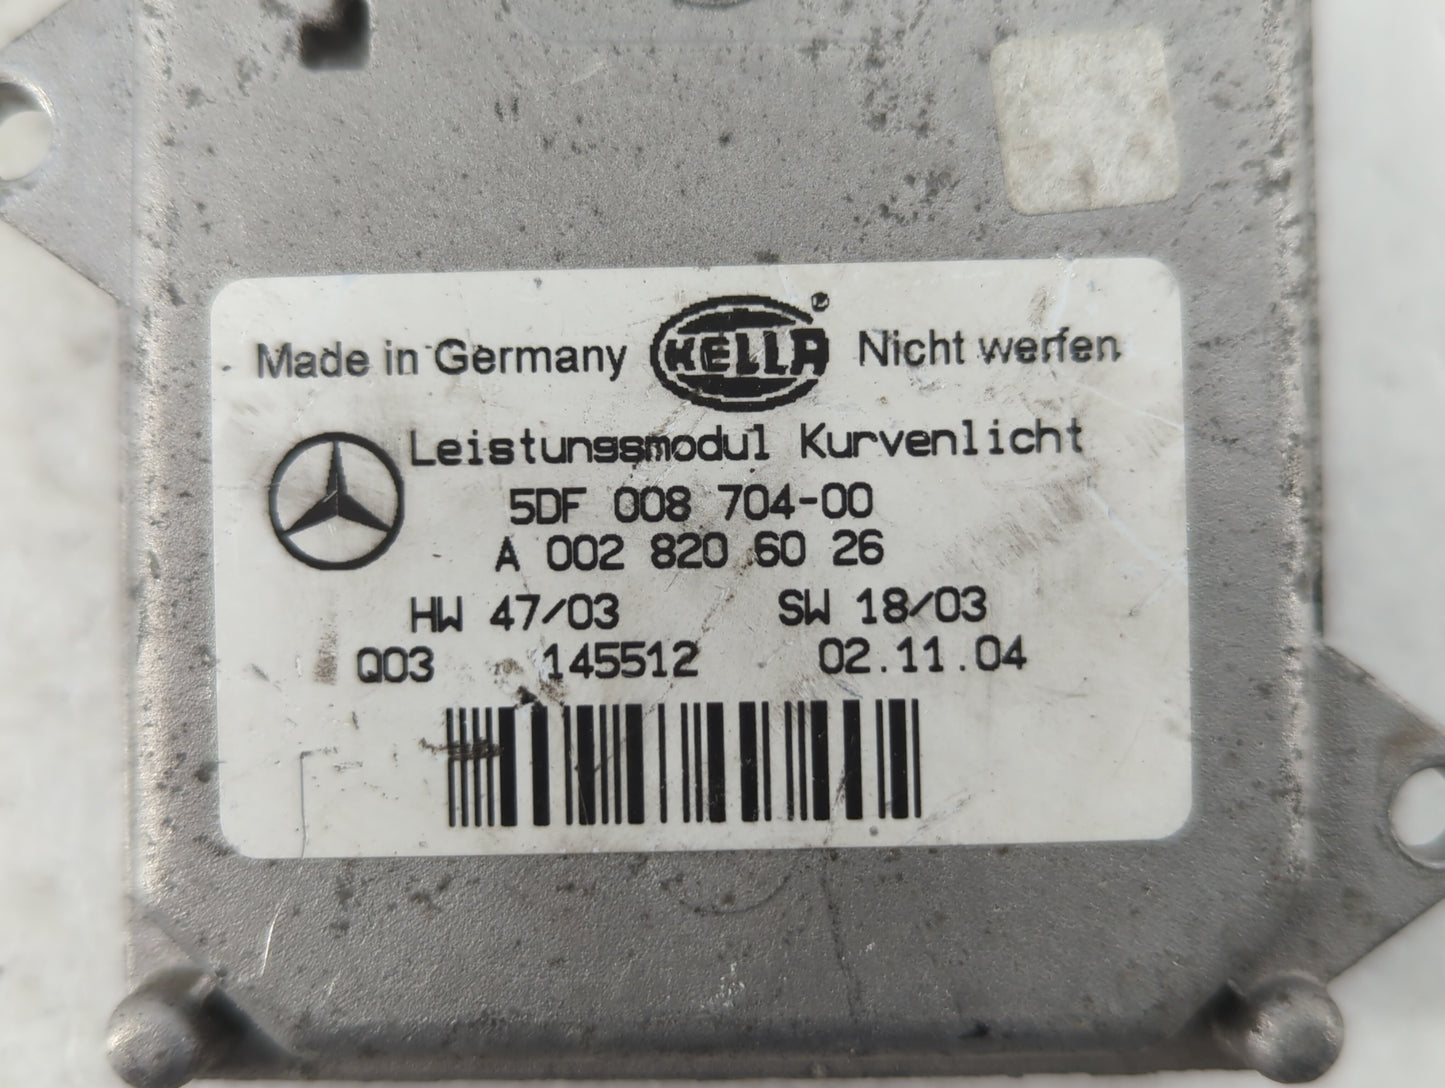 Made in Germany HELLA ® Nicht werfen
Leistungsmodul Kurvenlicht
5DF 008 704-00
A 002 820 60 26
HW 47/03 SW 18/03
Q03 145512 02.11.04